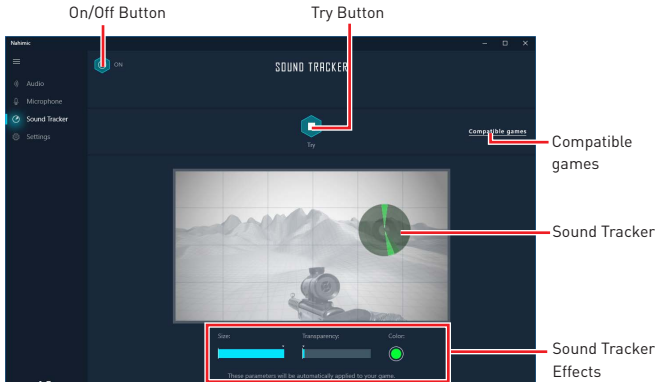 On/Off Button
Try Button
Nahimic
ON
SOUND TRACKER
Audio
Microphone
Sound Tracker
Settings
Try
Compatible games
Compatible
games
Sound Tracker
Size:
Transparency:
Color:
These parameters will be automatically applied to your game.
Sound Tracker
Effects